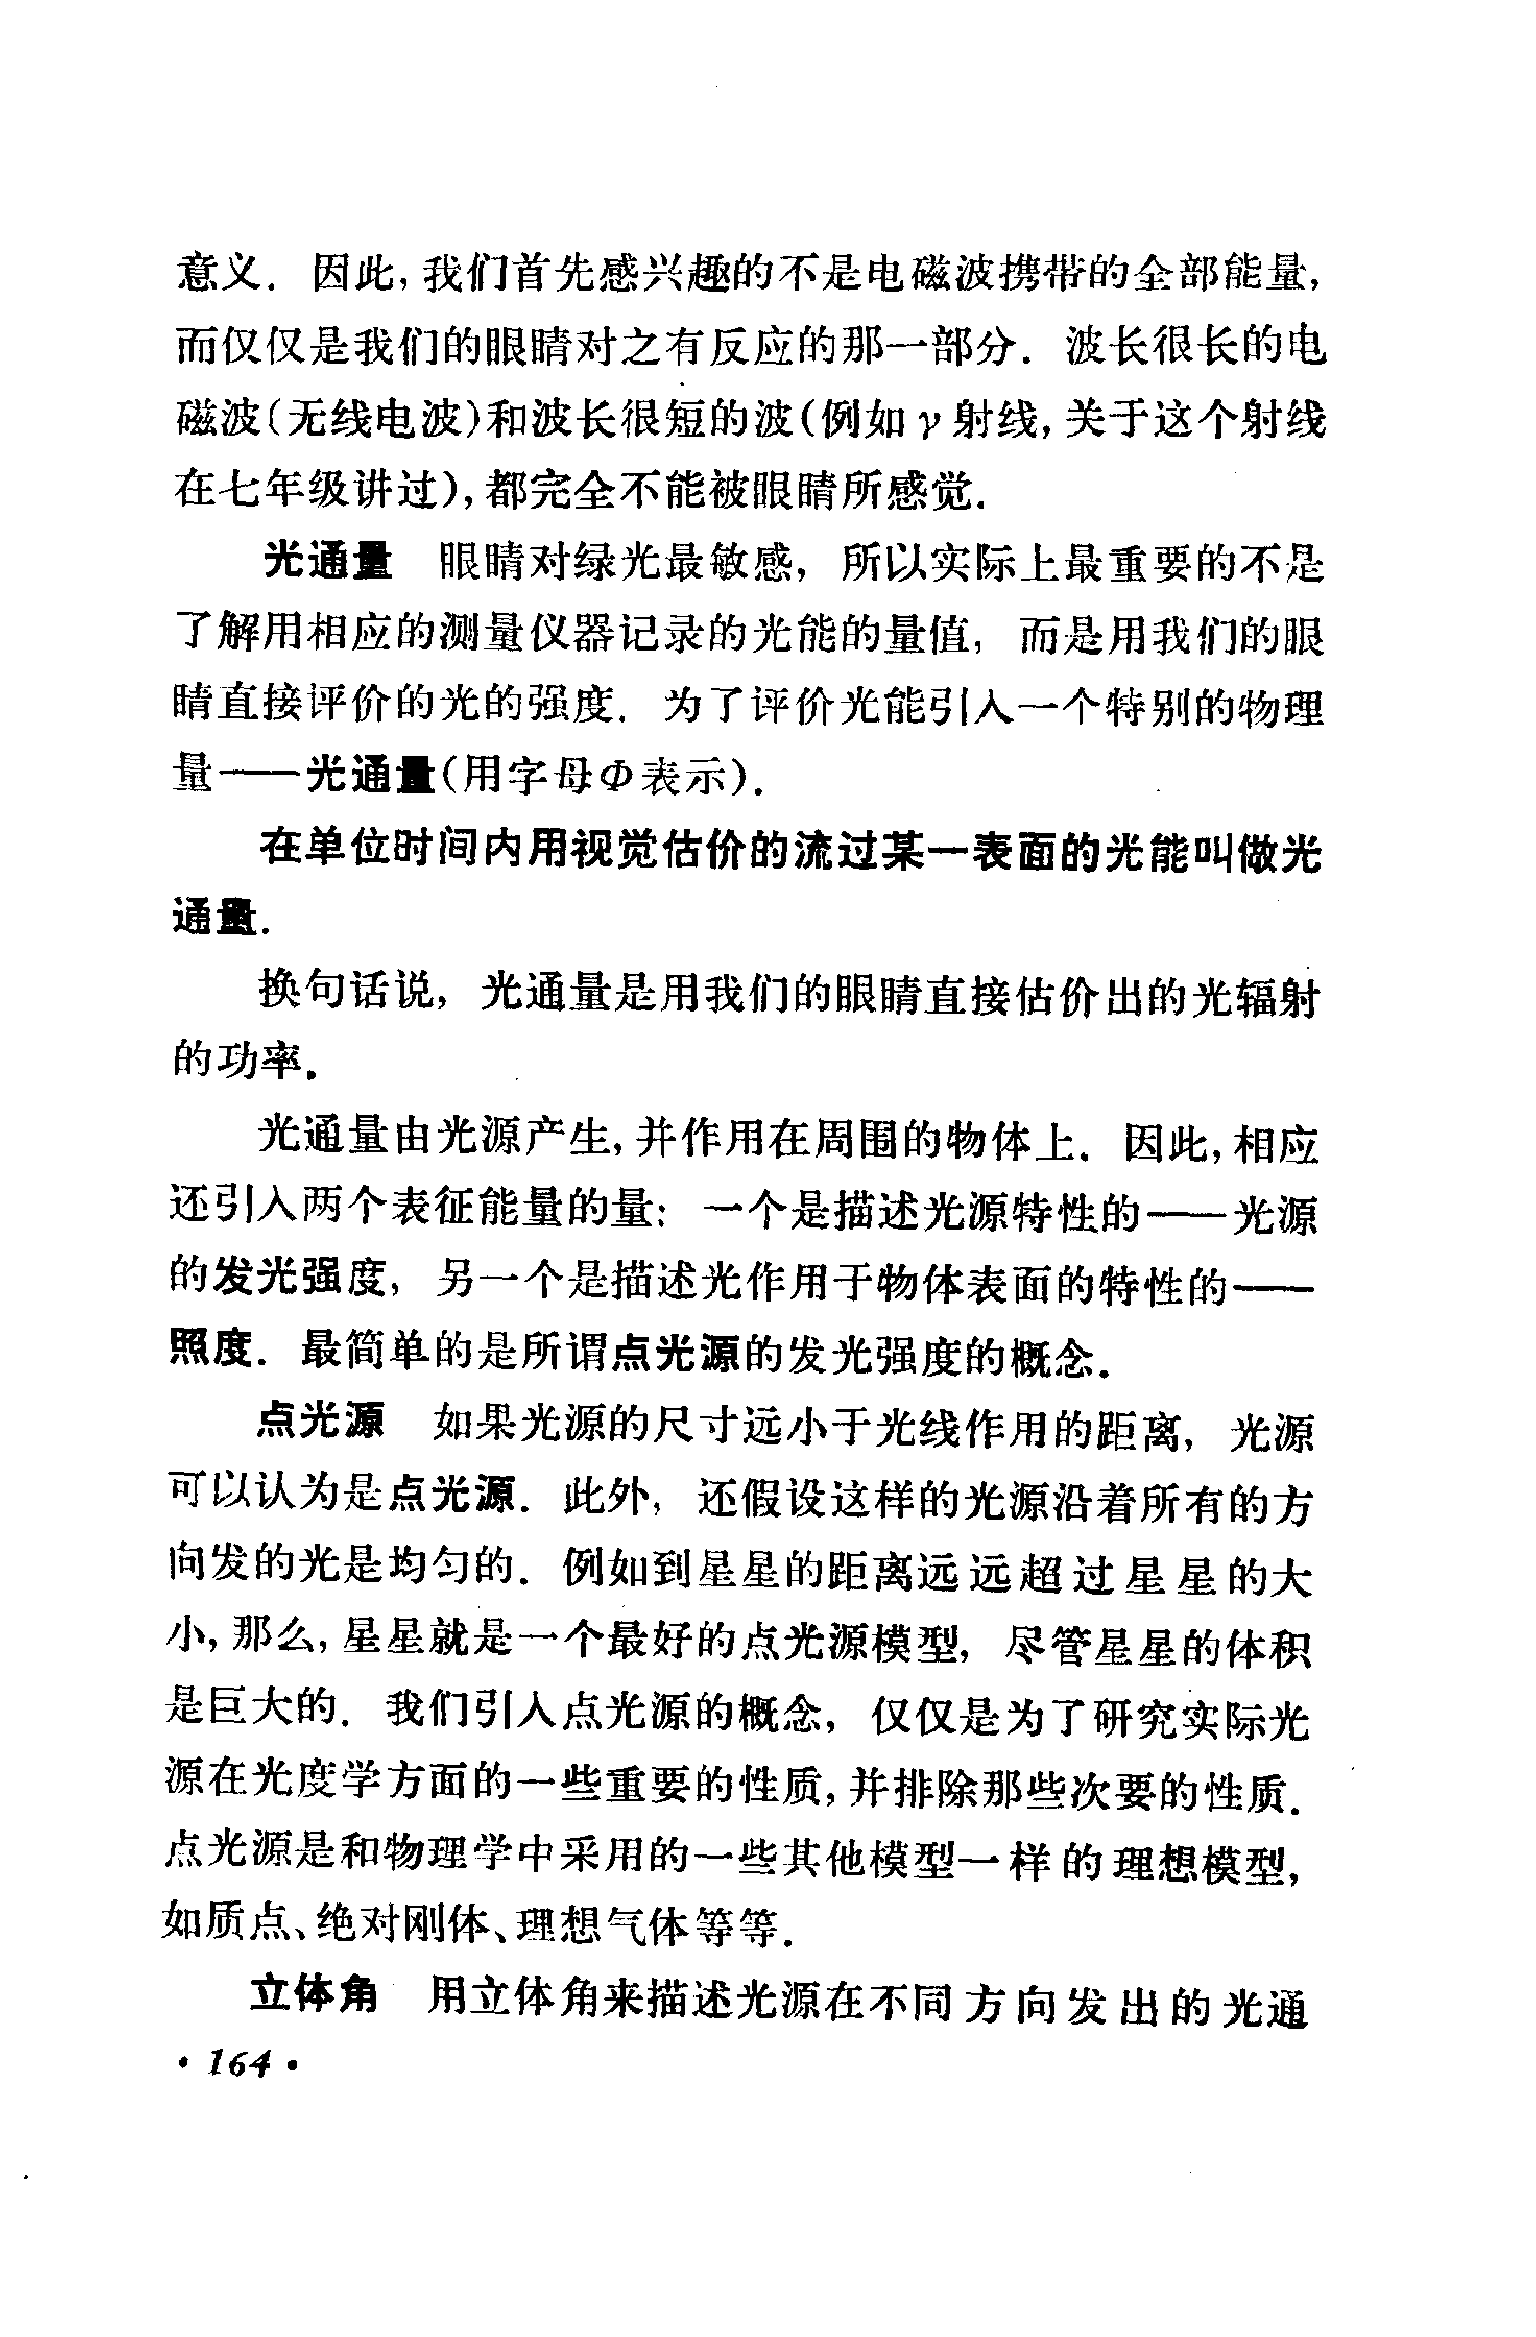 意义．因此，我们首先感兴趣的不是电磁波携带的全部能量，
而仅仅是我们的眼睛对之有反应的那一部分．波长很长的电
磁波(无线电波)和波长很短的波(例如γ射线，关于这个射线
在七年级讲过)，都完全不能被眼睛所感觉．
光通量　眼睛对绿光最敏感，所以实际上最重要的不是
了解用相应的测量仪器记录的光能的量值，而是用我们的眼
睛直接评价的光的强度．为了评价光能引入一个特别的物理
量——光通量(用字母Φ表示)．
在单位时间内用视觉估价的流过某一表面的光能叫做光
通量．
换句话说，光通量是用我们的眼睛直接估价出的光辐射
的功率．
光通量由光源产生，并作用在周围的物体上．因此，相应
还引入两个表征能量的量：一个是描述光源特性的——光源
的发光强度，另一个是描述光作用于物体表面的特性的——
照度．最简单的是所谓点光源的发光强度的概念．
点光源　如果光源的尺寸远小于光线作用的距离，光源
可以认为是点光源．此外，还假设这样的光源沿着所有的方
向发的光是均匀的．例如到星星的距离远远超过星星的大
小，那么，星星就是一个最好的点光源模型，尽管星星的体积
是巨大的．我们引入点光源的概念，仅仅是为了研究实际光
源在光度学方面的一些重要的性质，并排除那些次要的性质．
点光源是和物理学中采用的一些其他模型一样的理想模型，
如质点、绝对刚体、理想气体等等．
立体角　用立体角来描述光源在不同方向发出的光通
·164·